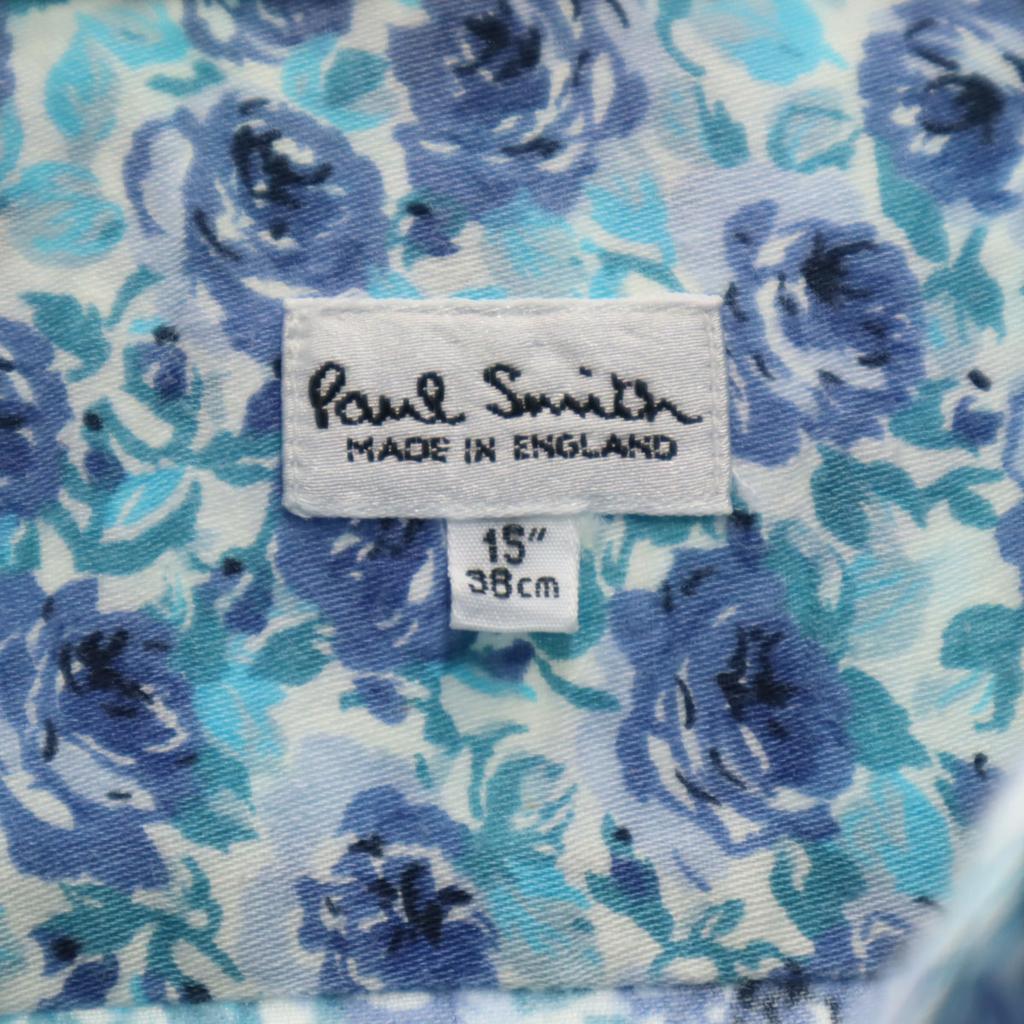 Paul Smith
MADE IN ENGLAND
15"
38cm